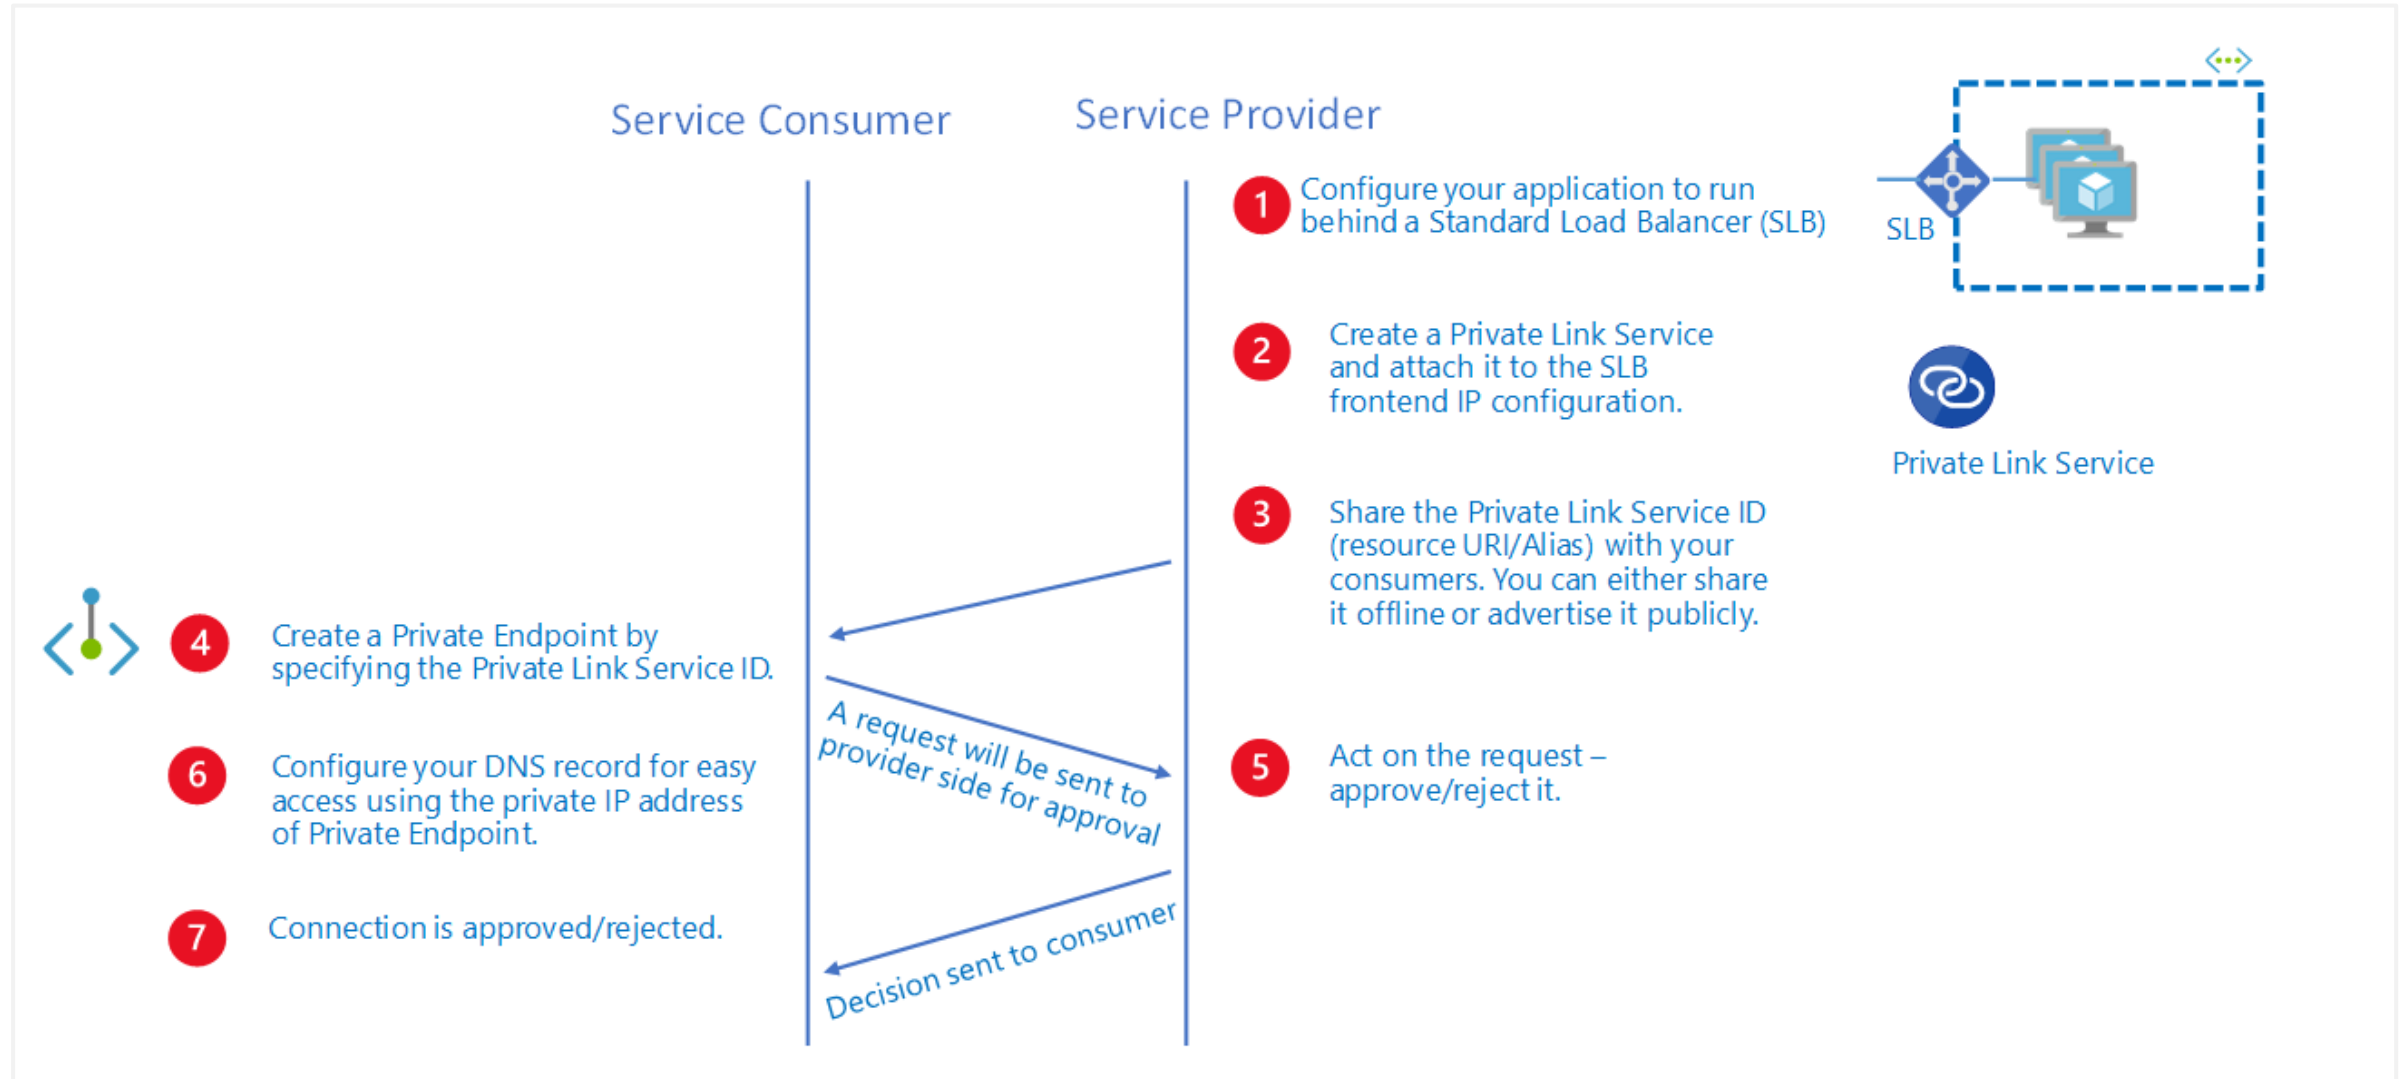 Service Consumer
Service Provider
1
Configure your application to run
behind a Standard Load Balancer (SLB)
SLB
2
Create a Private Link Service
and attach it to the SLB
frontend IP configuration.
Private Link Service
3
Share the Private Link Service ID
(resource URI/Alias) with your
consumers. You can either share
it offline or advertise it publicly.
4
Create a Private Endpoint by
specifying the Private Link Service ID.
A request will be sent to
provider side for approval
5
Act on the request –
approve/reject it.
6
Configure your DNS record for easy
access using the private IP address
of Private Endpoint.
7
Connection is approved/rejected.
Decision sent to consumer